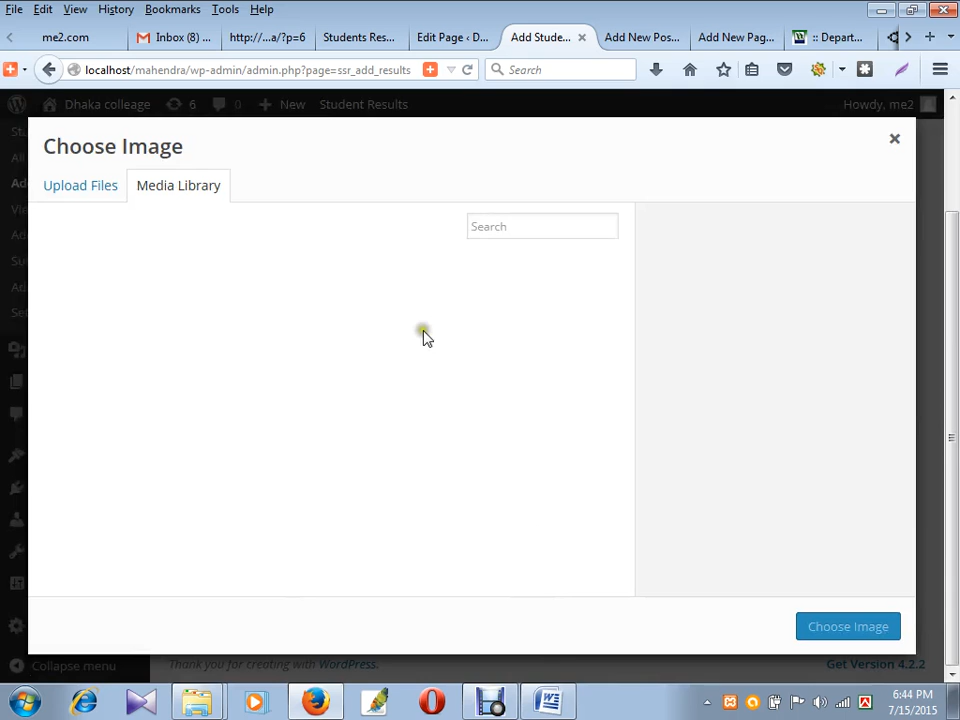 File Edit View History Bookmarks Tools Help
me2.com Inbox (8) ... http:...a/?p=6 Students Res... Edit Page ‹ D... Add Stude... Add New Pos... Add New Pag... :: Depart...
localhost/mahendra/wp-admin/admin.php?page=ssr_add_results Search
Dhaka colleage 6 0 New Student Results Howdy, me2
Choose Image
Upload Files Media Library
Search
Choose Image
Collapse menu Thank you for creating with WordPress. Get Version 4.2.2
6:44 PM
7/15/2015